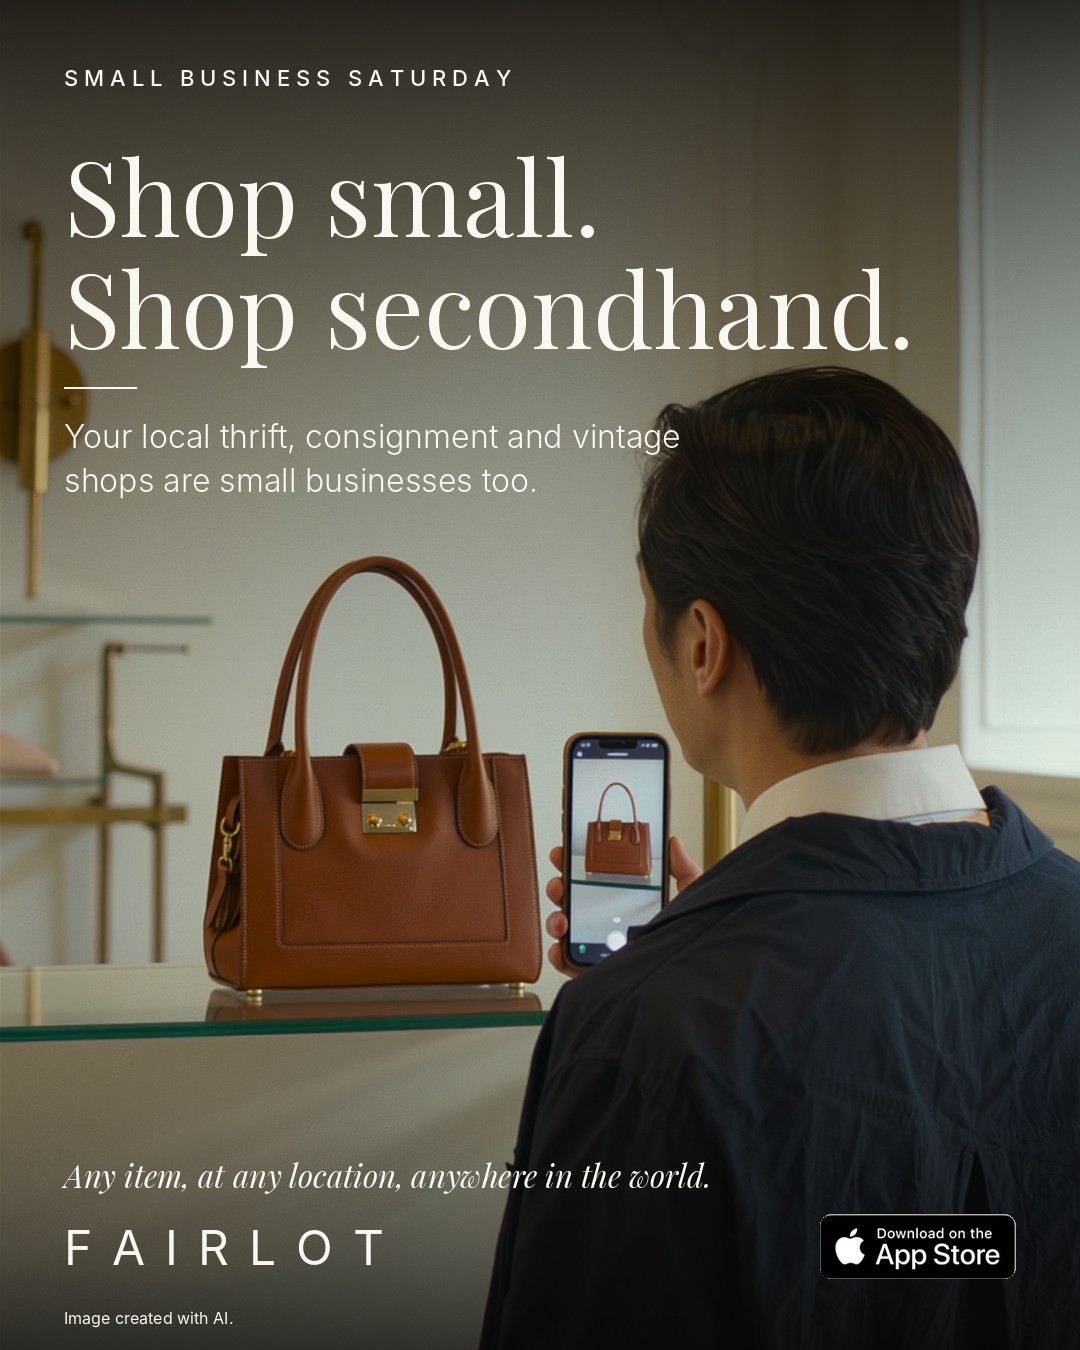 SMALL BUSINESS SATURDAY
Shop small.
Shop secondhand.
Your local thrift, consignment and vintage
shops are small businesses too.
Any item, at any location, anywhere in the world.
FAIRLOT
Download on the
App Store
Image created with AI.